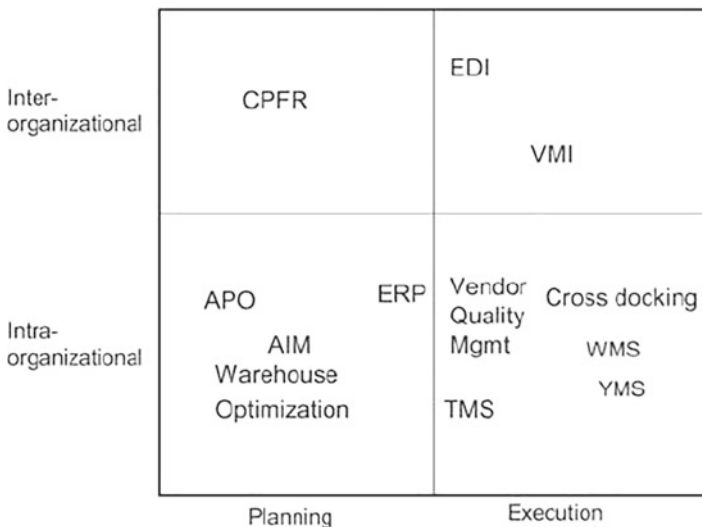 Inter-
organizational
CPFR
EDI
VMI
Intra-
organizational
APO
ERP
AIM
Warehouse
Optimization
Vendor
Quality
Mgmt
Cross docking
WMS
YMS
TMS
Planning
Execution